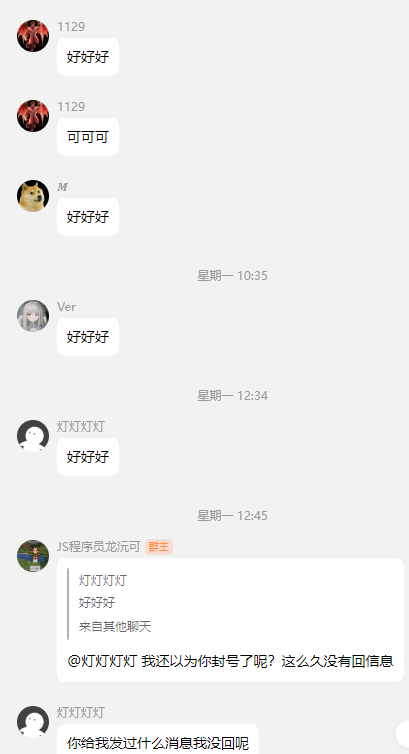 1129
好好好
1129
可可可
M
好好好
星期一 10:35
Ver
好好好
星期一 12:34
灯灯灯灯
好好好
星期一 12:45
JS程序员龙沅可 群主
灯灯灯灯
好好好
来自其他聊天
@灯灯灯灯 我还以为你封号了呢？这么久没有回信息
灯灯灯灯
你给我发过什么消息我没回呢